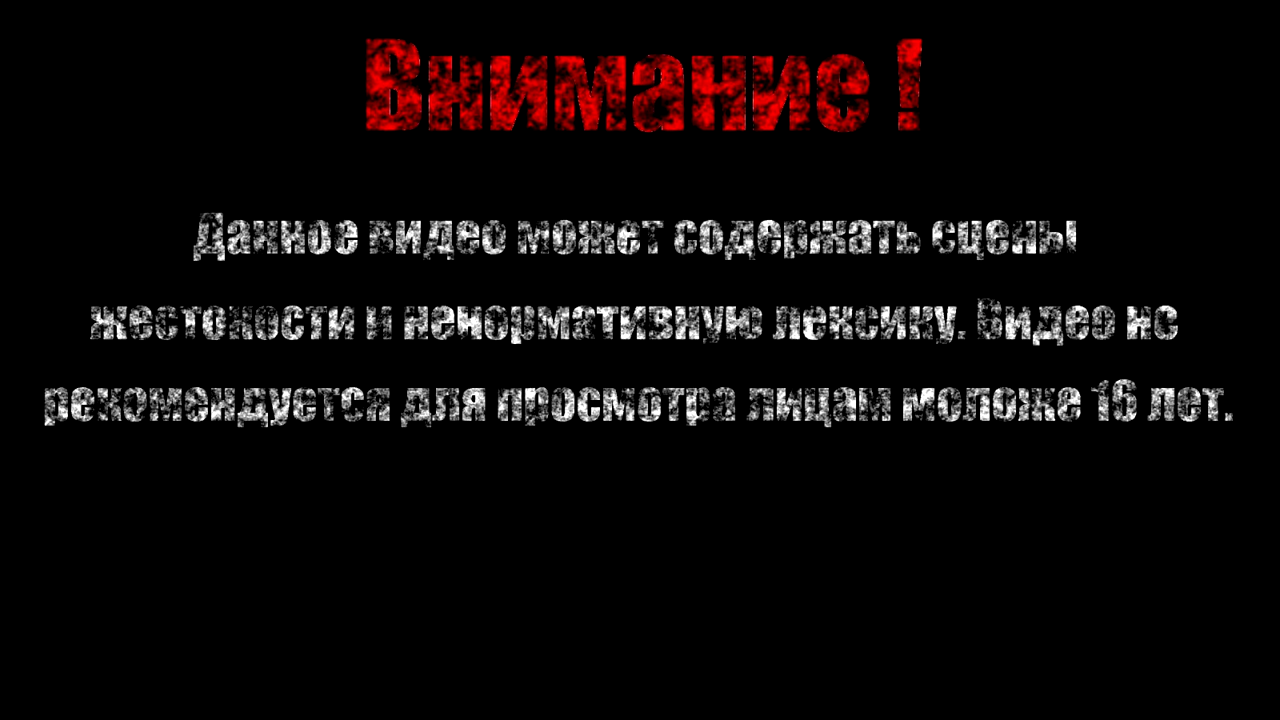 Внимание !
Данное видео может содержать сцены
жестокости и ненормативную лексику. Видео не
рекомендуется для просмотра лицам моложе 16 лет.